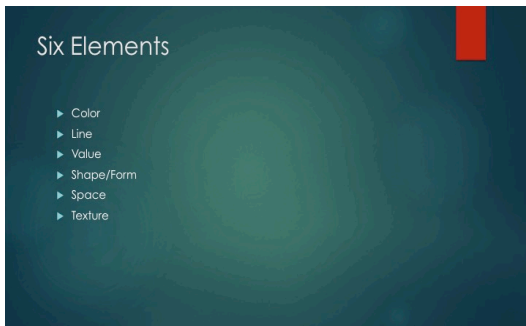 Six Elements
Color
Line
Value
Shape/Form
Space
Texture